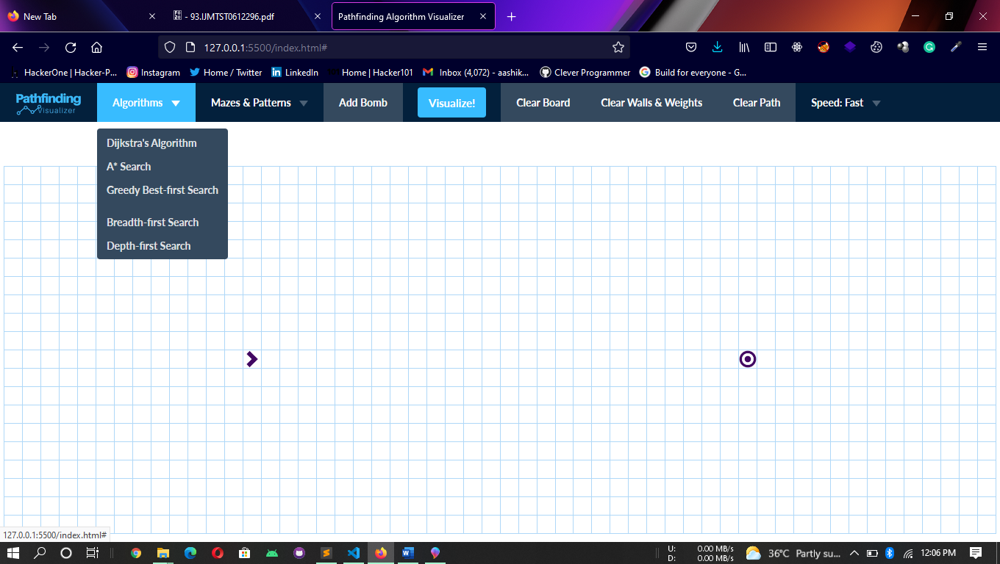 New Tab
- 93.IJMTST0612296.pdf
Pathfinding Algorithm Visualizer
127.0.0.1:5500/index.html#
HackerOne | Hacker-P...
Instagram
Home / Twitter
LinkedIn
Home | Hacker101
Inbox (4,072) - aashik...
Clever Programmer
Build for everyone - G...
Pathfinding
Visualizer
Algorithms
Mazes & Patterns
Add Bomb
Visualize!
Clear Board
Clear Walls & Weights
Clear Path
Speed: Fast
Dijkstra's Algorithm
A* Search
Greedy Best-first Search
Breadth-first Search
Depth-first Search
127.0.0.1:5500/index.html#
U: 0.00 MB/s
D: 0.00 MB/s
36°C Partly su...
12:06 PM